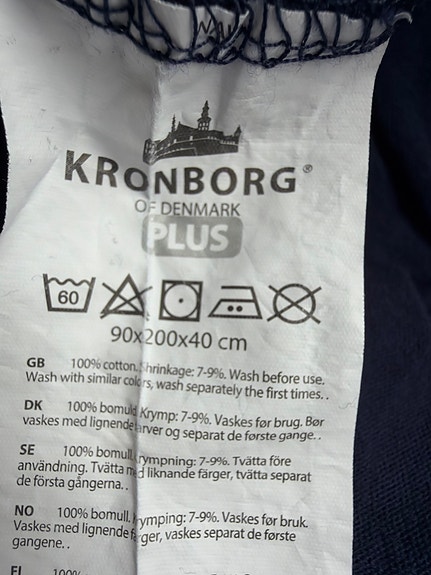 KRONBORG®
OF DENMARK
PLUS
60
90x200x40 cm
GB 100% cotton. Shrinkage: 7-9%. Wash before use.
Wash with similar colors, wash separately the first times. .
DK 100% bomuld Krymp: 7-9%. Vaskes før brug. Bør
vaskes med lignende farver og separat de første gange. .
SE 100% bomull. Krympning: 7-9%. Tvätta före
användning. Tvätta med liknande färger, tvätta separat
de första gångerna. .
NO 100% bomull. Krymping: 7-9%. Vaskes før bruk.
Vaskes med lignende farger, vaskes separat de første
gangene. .
FI 100%